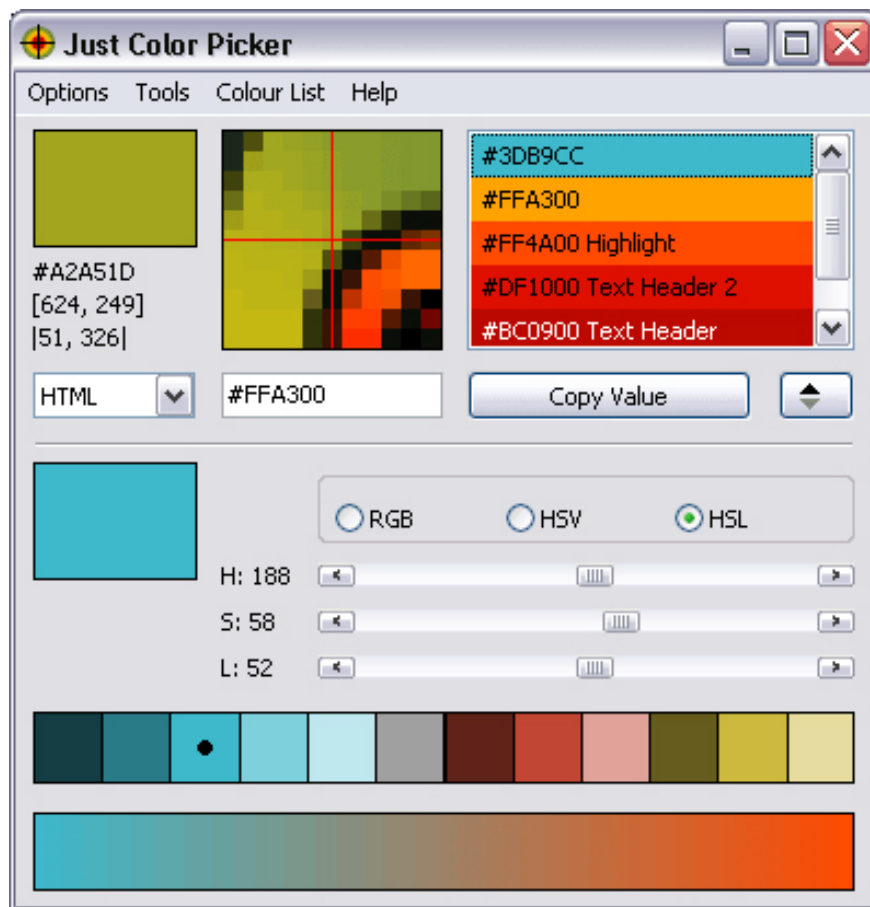 Just Color Picker
Options Tools Colour List Help
#3DB9CC
#FFA300
#FF4A00 Highlight
#DF1000 Text Header 2
#BC0900 Text Header
#A2A51D
[624, 249]
|51, 326|
HTML
#FFA300
Copy Value
RGB HSV HSL
H: 188
S: 58
L: 52